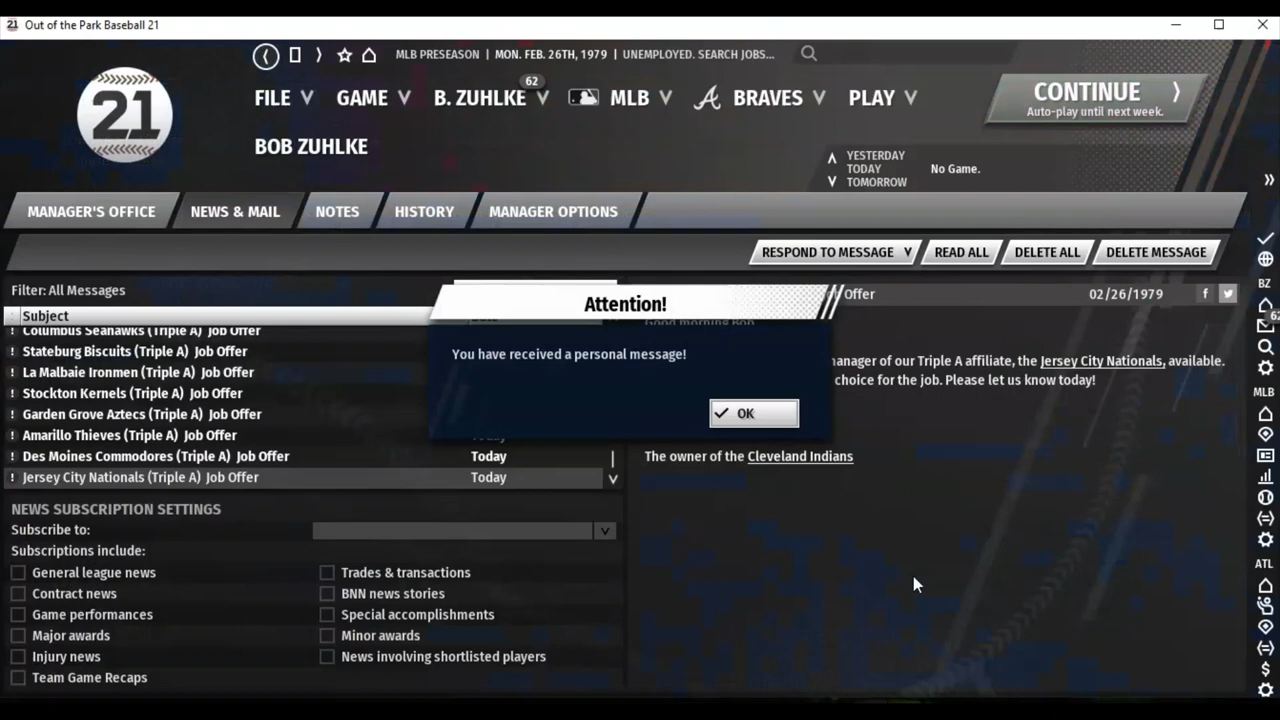 21 Out of the Park Baseball 21
MLB PRESEASON | MON. FEB. 26TH, 1979 | UNEMPLOYED. SEARCH JOBS...
62
FILE GAME B. ZUHLKE MLB BRAVES PLAY
CONTINUE
Auto-play until next week.
21
BOB ZUHLKE
YESTERDAY
TODAY
TOMORROW
No Game.
MANAGER'S OFFICE NEWS & MAIL NOTES HISTORY MANAGER OPTIONS
RESPOND TO MESSAGE READ ALL DELETE ALL DELETE MESSAGE
Filter: All Messages
Offer 02/26/1979
Subject
Attention!
You have received a personal message!
OK
Columbus Seahawks (Triple A) Job Offer
Stateburg Biscuits (Triple A) Job Offer
La Malbaie Ironmen (Triple A) Job Offer
Stockton Kernels (Triple A) Job Offer
Garden Grove Aztecs (Triple A) Job Offer
Amarillo Thieves (Triple A) Job Offer
Des Moines Commodores (Triple A) Job Offer Today
Jersey City Nationals (Triple A) Job Offer Today
Good morning Bob
manager of our Triple A affiliate, the Jersey City Nationals, available.
choice for the job. Please let us know today!
The owner of the Cleveland Indians
NEWS SUBSCRIPTION SETTINGS
Subscribe to:
Subscriptions include:
General league news Trades & transactions
Contract news BNN news stories
Game performances Special accomplishments
Major awards Minor awards
Injury news News involving shortlisted players
Team Game Recaps
BZ
62
MLB
ATL